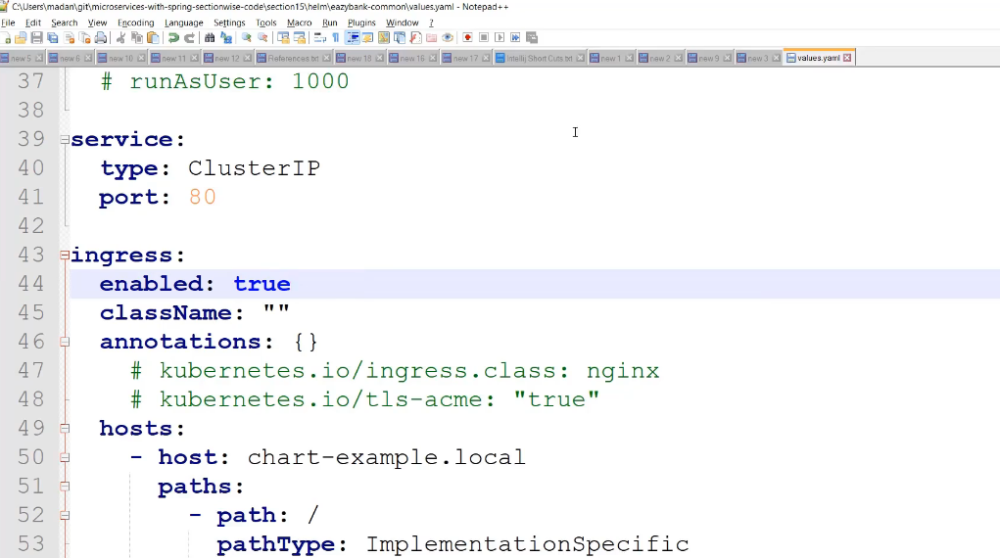 C:\Users\madan\git\microservices-with-spring-sectionwise-code\section15\helm\eazybank-common\values.yaml - Notepad++
File Edit Search View Encoding Language Settings Tools Macro Run Plugins Window ?
new 5 new 6 new 10 new 11 new 12 References.txt new 18 new 16 new 17 Intellij Short Cuts.txt new 1 new 2 new 9 new 3 values.yaml
37 # runAsUser: 1000
38
39 service:
40 type: ClusterIP
41 port: 80
42
43 ingress:
44 enabled: true
45 className: ""
46 annotations: {}
47 # kubernetes.io/ingress.class: nginx
48 # kubernetes.io/tls-acme: "true"
49 hosts:
50 - host: chart-example.local
51 paths:
52 - path: /
53 pathType: ImplementationSpecific